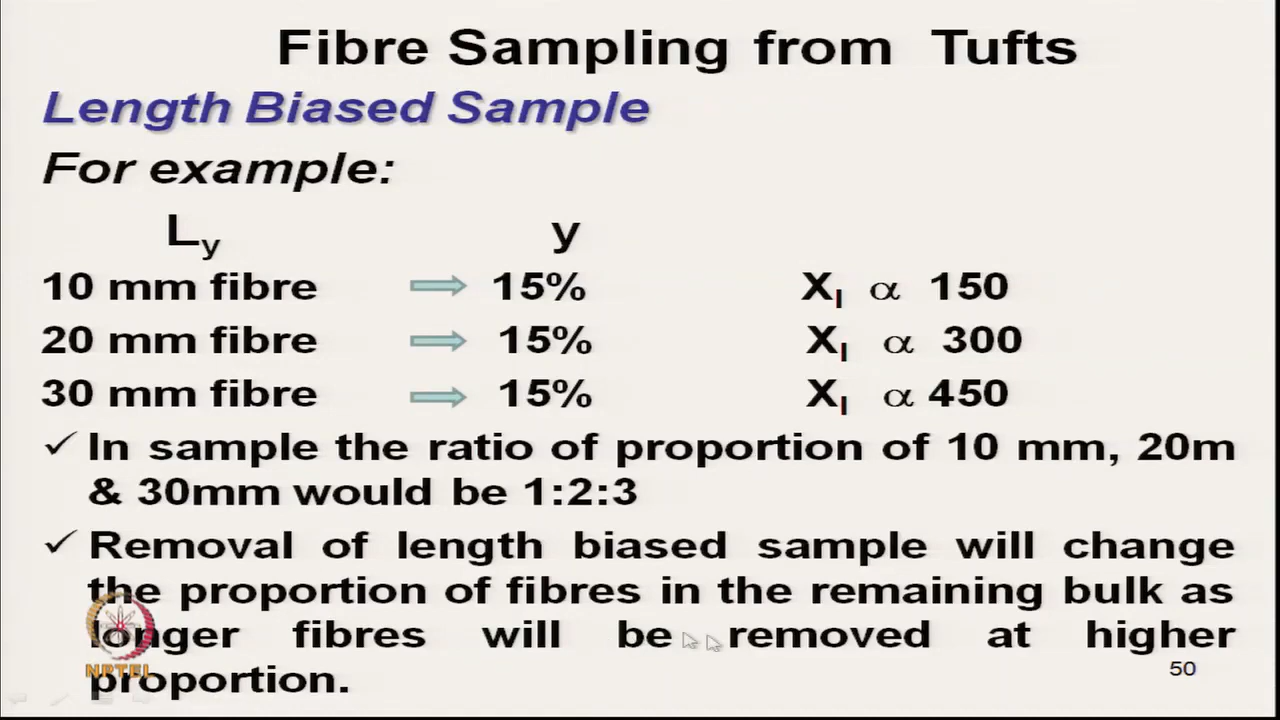 Fibre Sampling from Tufts
Length Biased Sample
For example:
Ly y
10 mm fibre 15% Xl α 150
20 mm fibre 15% Xl α 300
30 mm fibre 15% Xl α 450
✓ In sample the ratio of proportion of 10 mm, 20m
& 30mm would be 1:2:3
✓ Removal of length biased sample will change
the proportion of fibres in the remaining bulk as
longer fibres will be removed at higher
proportion.
NPTEL
50